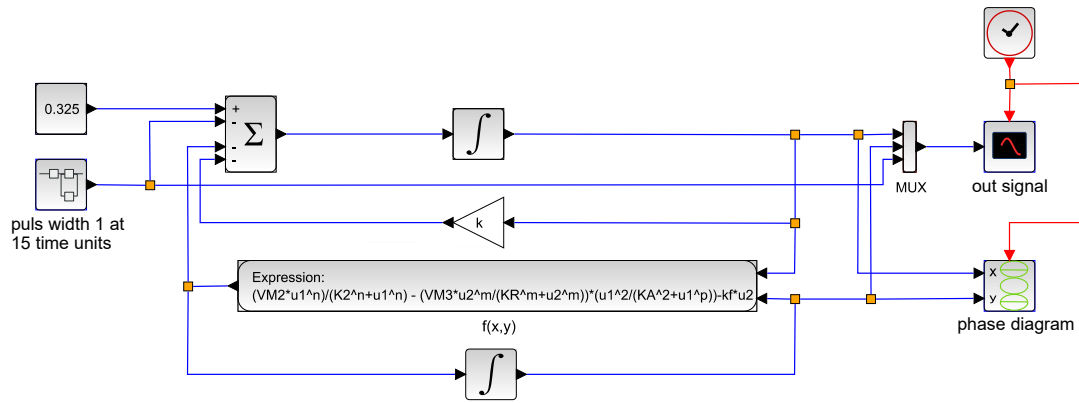 0.325
+
-
-
-
Σ
∫
MUX
out signal
puls width 1 at
15 time units
k
Expression:
(VM2*u1^n)/(K2^n+u1^n) - (VM3*u2^m/(KR^m+u2^m))*(u1^2/(KA^2+u1^p))-kf*u2
f(x,y)
x
y
phase diagram
∫